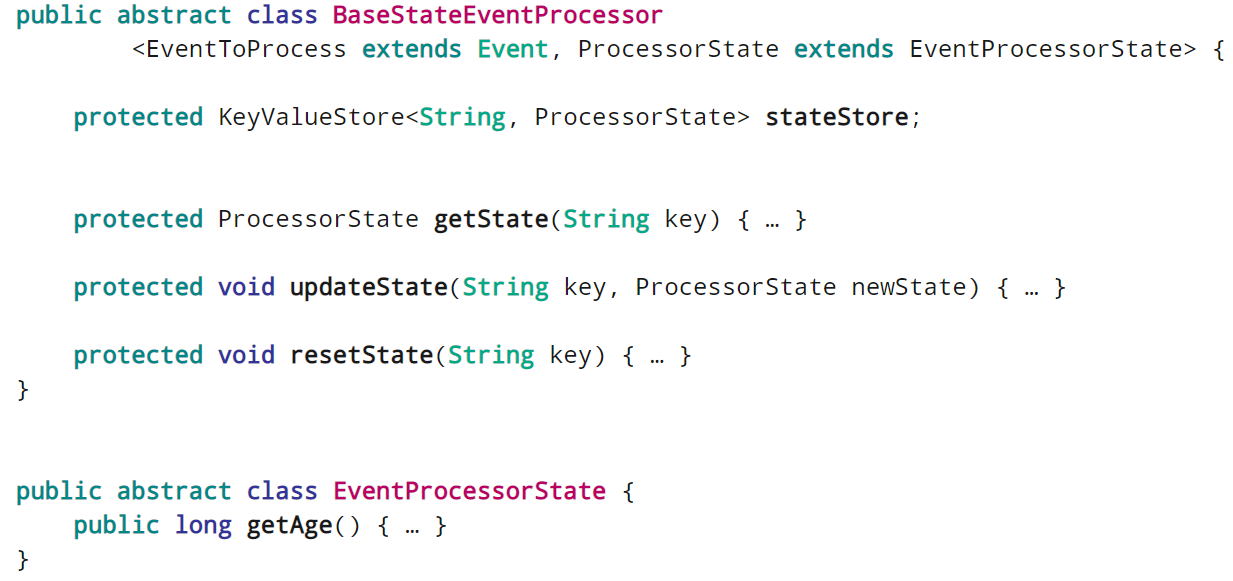 public abstract class BaseStateEventProcessor
<EventToProcess extends Event, ProcessorState extends EventProcessorState> {
protected KeyValueStore<String, ProcessorState> stateStore;
protected ProcessorState getState(String key) { … }
protected void updateState(String key, ProcessorState newState) { … }
protected void resetState(String key) { … }
}
public abstract class EventProcessorState {
public long getAge() { … }
}